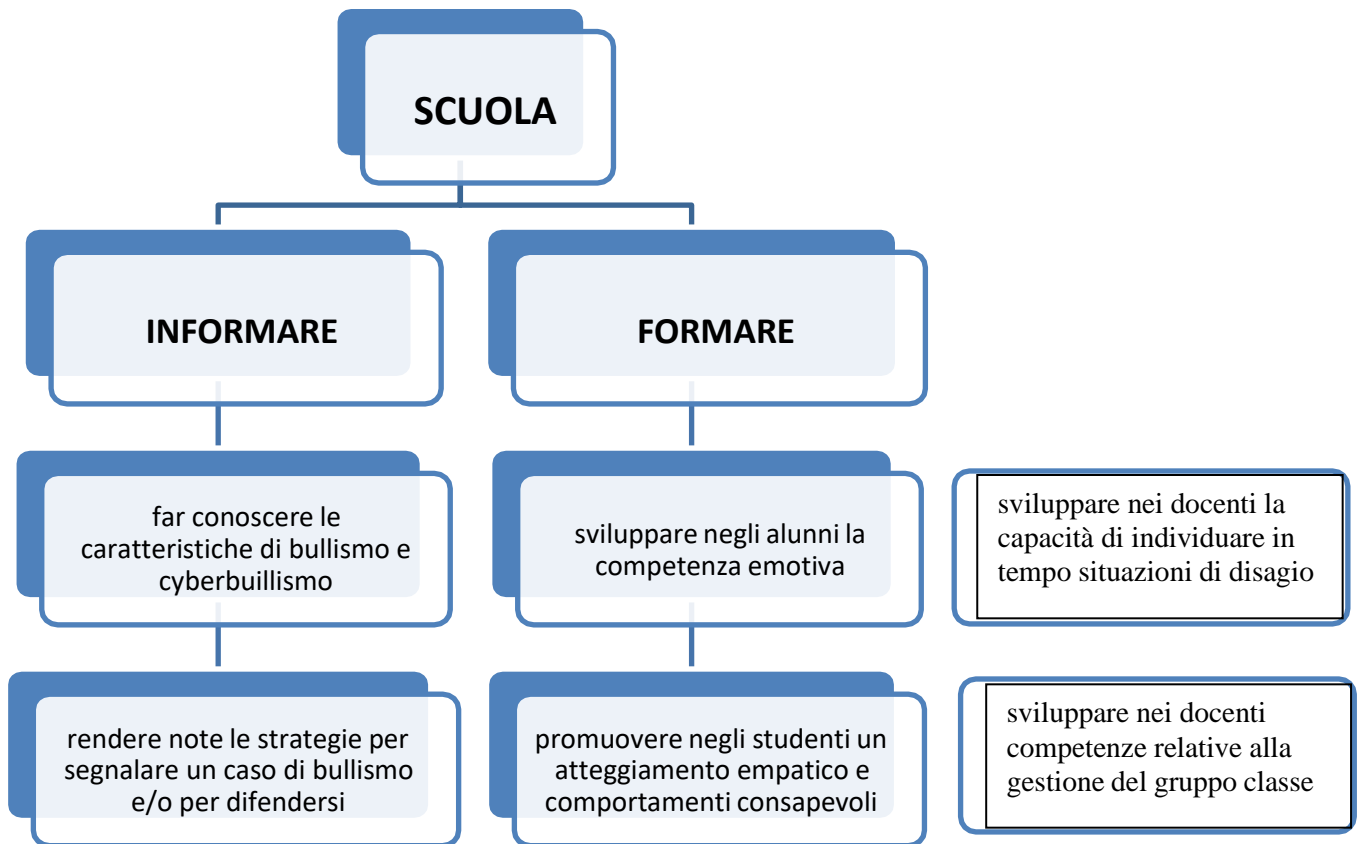 SCUOLA
INFORMARE
FORMARE
far conoscere le
caratteristiche di bullismo e
cyberbuillismo
sviluppare negli alunni la
competenza emotiva
sviluppare nei docenti la
capacità di individuare in
tempo situazioni di disagio
rendere note le strategie per
segnalare un caso di bullismo
e/o per difendersi
promuovere negli studenti un
atteggiamento empatico e
comportamenti consapevoli
sviluppare nei docenti
competenze relative alla
gestione del gruppo classe